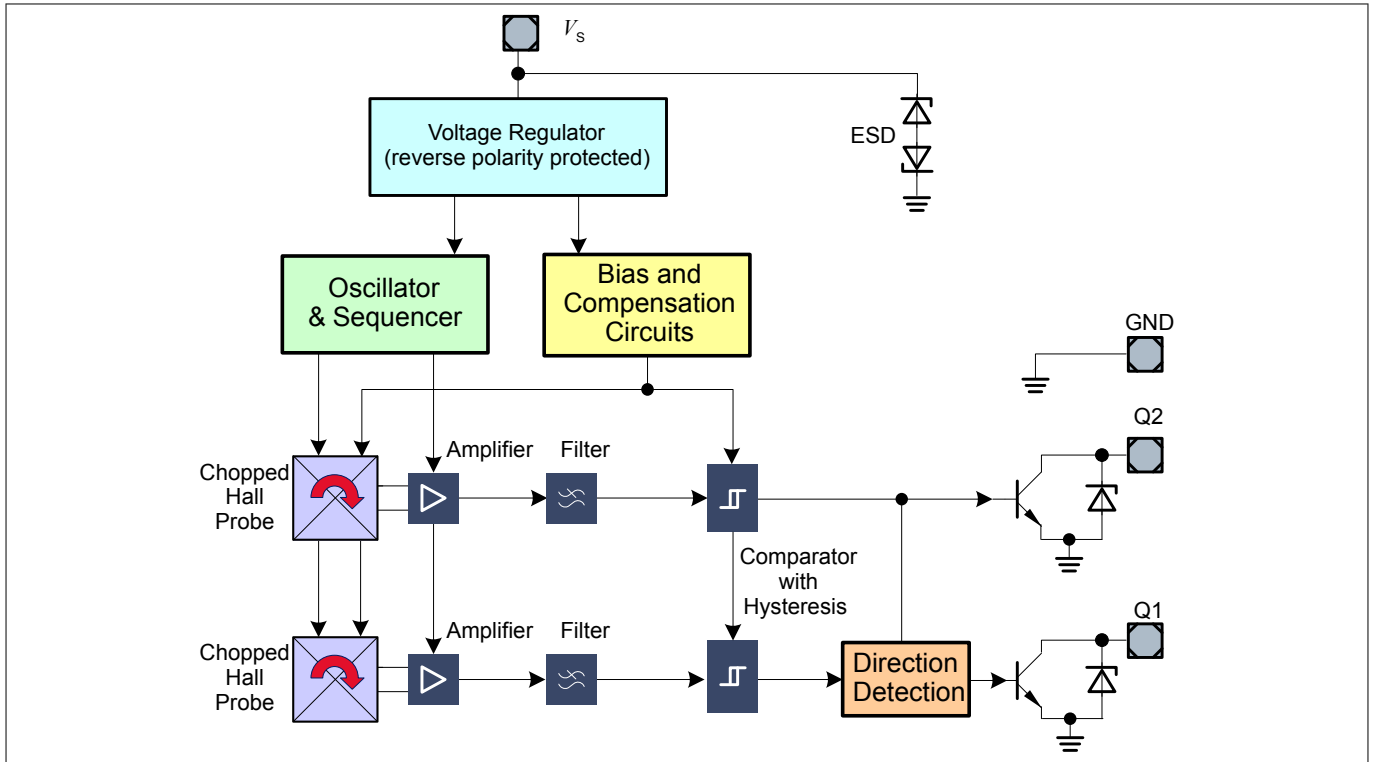 VS
Voltage Regulator
(reverse polarity protected)
ESD
Oscillator
& Sequencer
Bias and
Compensation
Circuits
GND
Q2
Amplifier
Filter
Chopped
Hall
Probe
Comparator
with
Hysteresis
Q1
Amplifier
Filter
Chopped
Hall
Probe
Direction
Detection